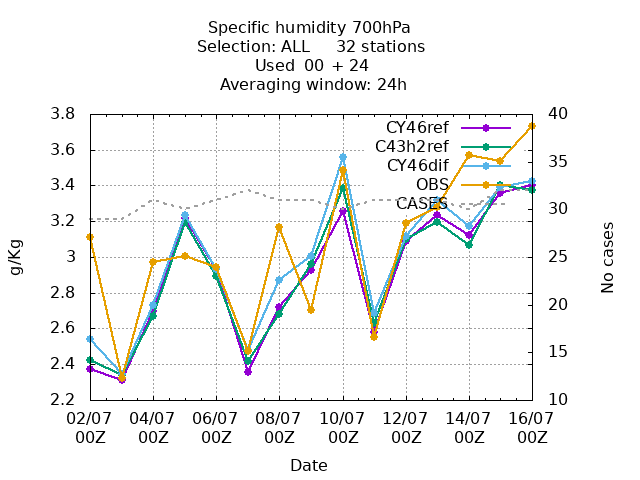 Specific humidity 700hPa
Selection: ALL     32 stations
Used  00 + 24
Averaging window: 24h
3.8
3.6
3.4
3.2
3
2.8
2.6
2.4
2.2
g/Kg
40
35
30
25
20
15
10
No cases
CY46ref
C43h2ref
CY46dif
OBS
CASES
02/07 04/07 06/07 08/07 10/07 12/07 14/07 16/07
00Z 00Z 00Z 00Z 00Z 00Z 00Z 00Z
Date